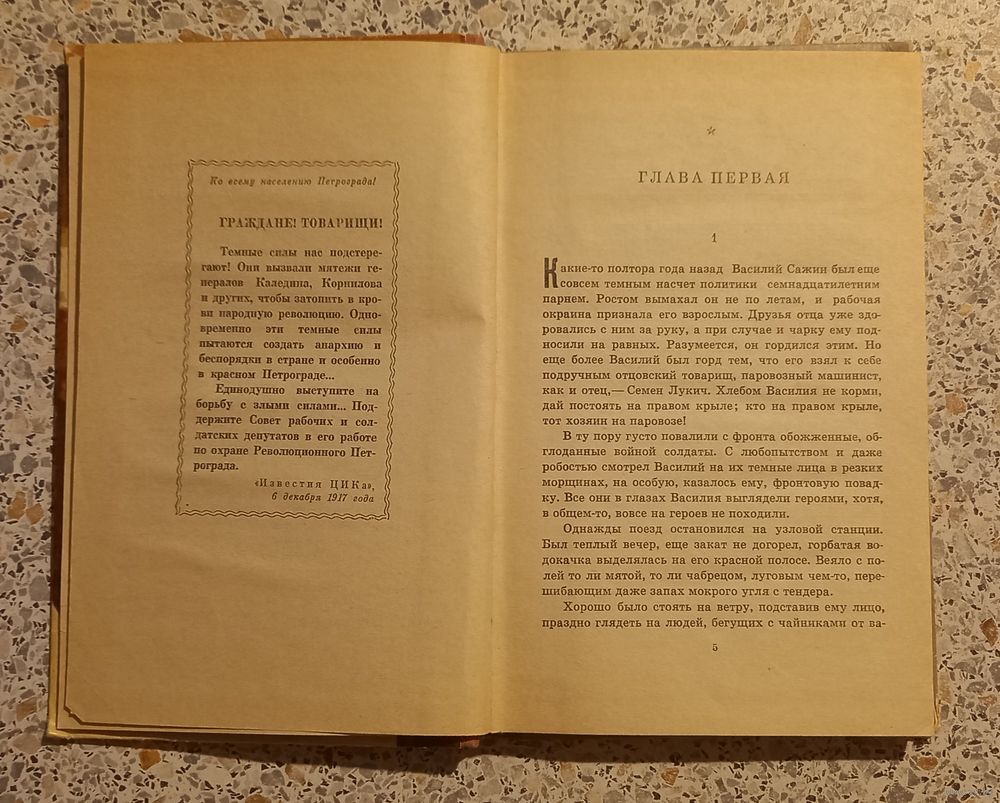 Ко всему населению Петрограда!
ГРАЖДАНЕ! ТОВАРИЩИ!
Темные силы нас подстере-
гают! Они вызвали мятежи ге-
нералов Каледина, Корнилова
и других, чтобы затопить в кро-
ви народную революцию. Одно-
временно эти темные силы
пытаются создать анархию и
беспорядки в стране и особенно
в красном Петрограде...
Единодушно выступите на
борьбу с злыми силами... Под-
держите Совет рабочих и сол-
датских депутатов в его работе
по охране Революционного Пет-
рограда.
«Известия ЦИКа»,
6 декабря 1917 года
ГЛАВА ПЕРВАЯ
1
Какие-то полтора года назад Василий Сажин был еще
совсем темным насчет политики семнадцатилетним
парнем. Ростом вымахал он не по летам, и рабочая
окраина признала его взрослым. Друзья отца уже здо-
ровались с ним за руку, а при случае и чарку ему под-
носили на равных. Разумеется, он гордился этим. Но
еще более Василий был горд тем, что его взял к себе
подручным отцовский товарищ, паровозный машинист,
как и отец,— Семен Лукич. Хлебом Василия не корми,
дай постоять на правом крыле; кто на правом крыле,
тот хозяин на паровозе!
В ту пору густо повалили с фронта обожженные, об-
глоданные войной солдаты. С любопытством и даже
робостью смотрел Василий на их темные лица в резких
морщинах, на особую, казалось ему, фронтовую повад-
ку. Все они в глазах Василия выглядели героями, хотя,
в общем-то, вовсе на героев не походили.
Однажды поезд остановился на узловой станции.
Был теплый вечер, еще закат не догорел, горбатая во-
докачка выделялась на его красной полосе. Веяло с по-
лей то ли мятой, то ли чабрецом, луговым чем-то, пере-
шибающим даже запах мокрого угля с тендера.
Хорошо было стоять на ветру, подставив ему лицо,
праздно глядеть на людей, бегущих с чайниками от ва-
5